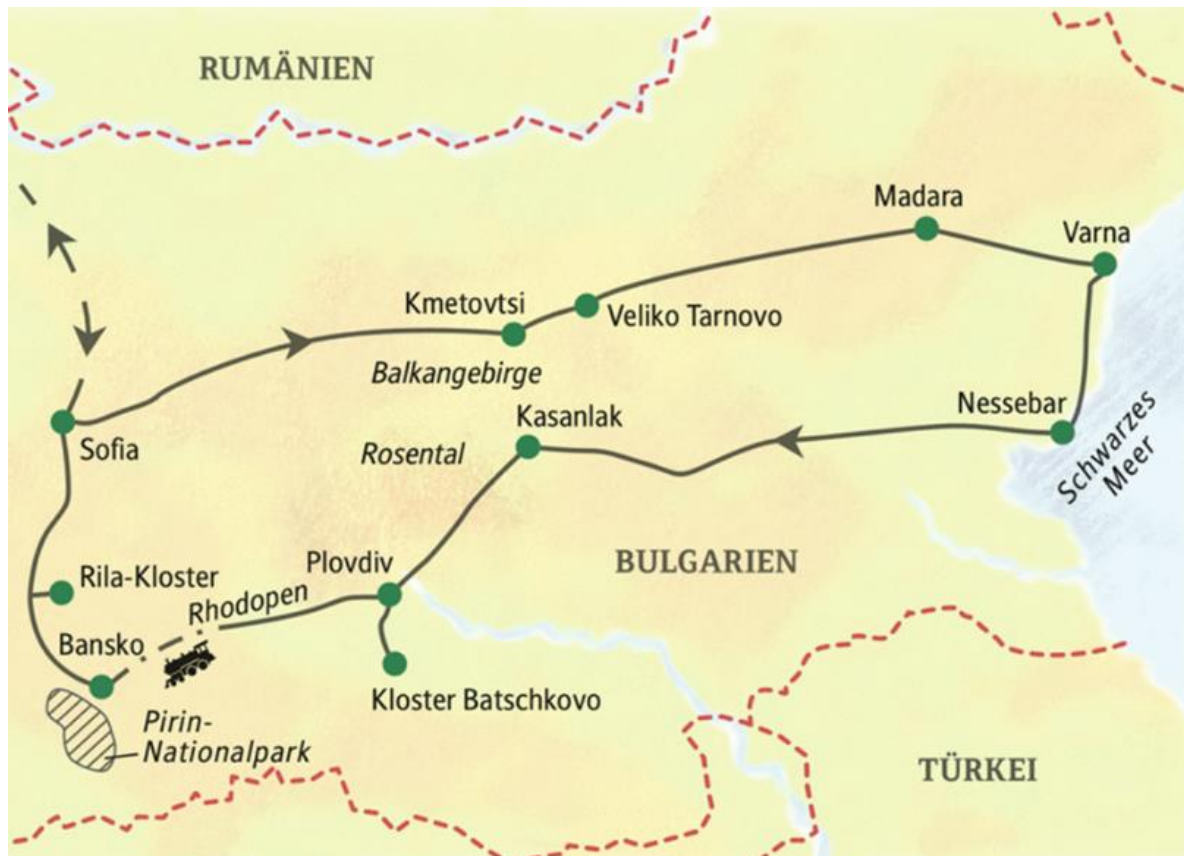 RUMÄNIEN
Madara
Varna
Kmetovtsi
Veliko Tarnovo
Balkangebirge
Nessebar
Kasanlak
Sofia
Rosental
Schwarzes
Meer
BULGARIEN
Plovdiv
Rila-Kloster
Rhodopen
Bansko
Kloster Batschkovo
Pirin-
Nationalpark
TÜRKEI